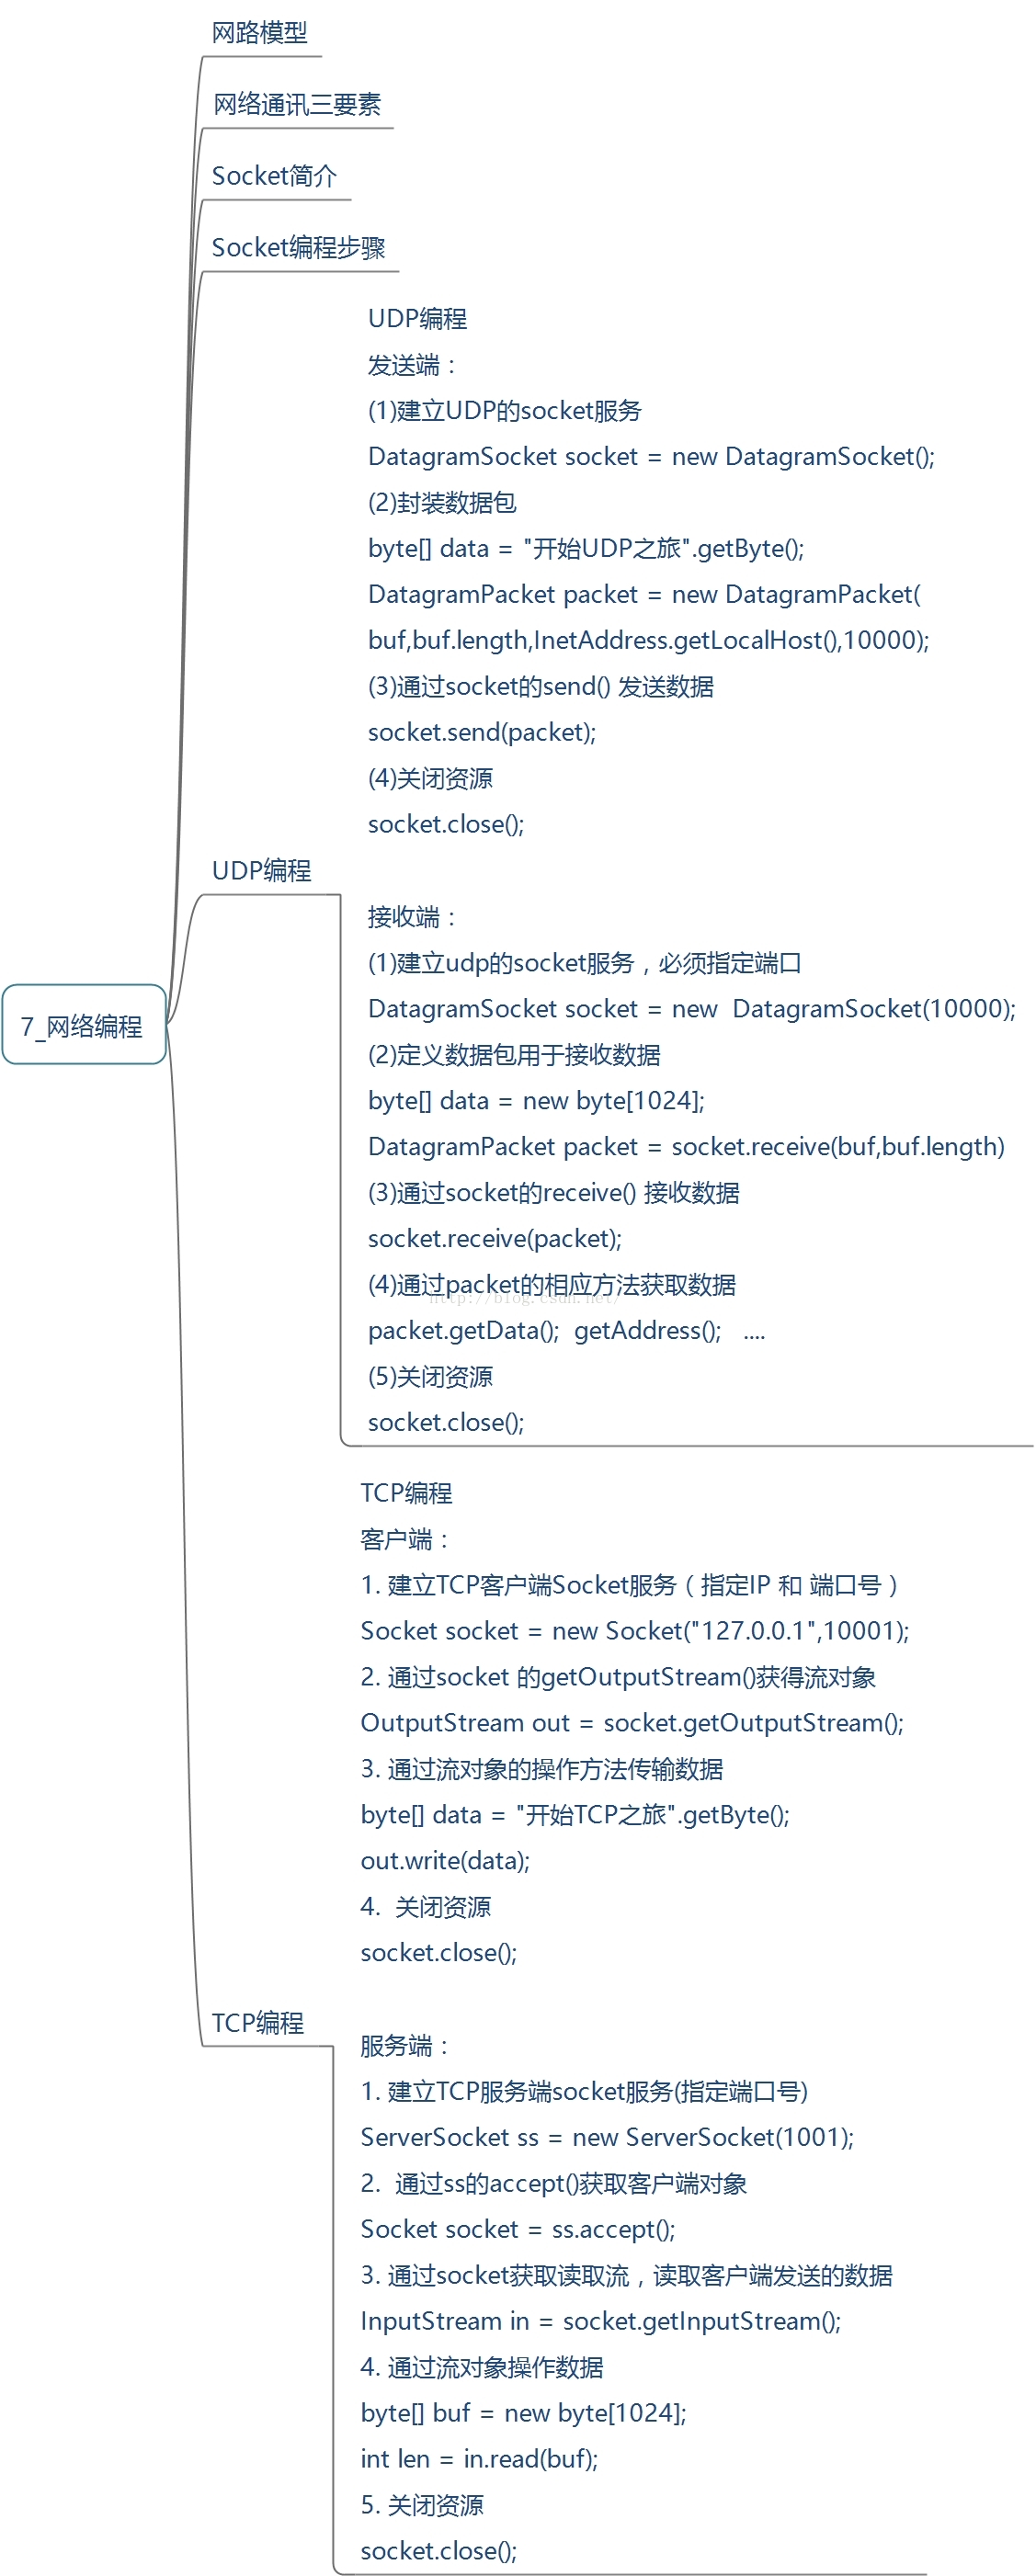 网路模型
网络通讯三要素
Socket简介
Socket编程步骤
UDP编程
发送端：
(1)建立UDP的socket服务
DatagramSocket socket = new DatagramSocket();
(2)封装数据包
byte[] data = "开始UDP之旅".getByte();
DatagramPacket packet = new DatagramPacket(
buf,buf.length,InetAddress.getLocalHost(),10000);
(3)通过socket的send() 发送数据
socket.send(packet);
(4)关闭资源
socket.close();
UDP编程
接收端：
(1)建立udp的socket服务，必须指定端口
DatagramSocket socket = new  DatagramSocket(10000);
7_网络编程
(2)定义数据包用于接收数据
byte[] data = new byte[1024];
DatagramPacket packet = socket.receive(buf,buf.length)
(3)通过socket的receive() 接收数据
socket.receive(packet);
(4)通过packet的相应方法获取数据
http://blog.csdn.net/
packet.getData();  getAddress();   ....
(5)关闭资源
socket.close();
TCP编程
客户端：
1. 建立TCP客户端Socket服务（指定IP 和 端口号）
Socket socket = new Socket("127.0.0.1",10001);
2. 通过socket 的getOutputStream()获得流对象
OutputStream out = socket.getOutputStream();
3. 通过流对象的操作方法传输数据
byte[] data = "开始TCP之旅".getByte();
out.write(data);
4.  关闭资源
socket.close();
TCP编程
服务端：
1. 建立TCP服务端socket服务(指定端口号)
ServerSocket ss = new ServerSocket(1001);
2.  通过ss的accept()获取客户端对象
Socket socket = ss.accept();
3. 通过socket获取读取流，读取客户端发送的数据
InputStream in = socket.getInputStream();
4. 通过流对象操作数据
byte[] buf = new byte[1024];
int len = in.read(buf);
5. 关闭资源
socket.close();